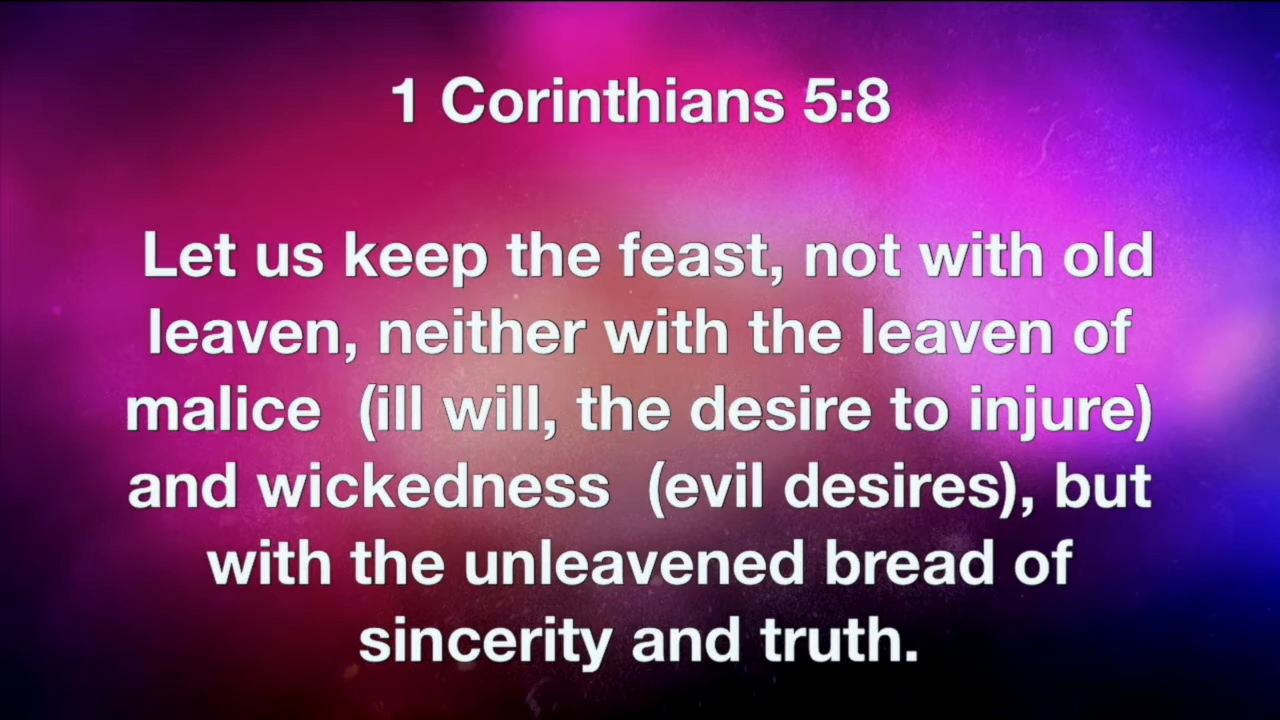 1 Corinthians 5:8
Let us keep the feast, not with old
leaven, neither with the leaven of
malice  (ill will, the desire to injure)
and wickedness  (evil desires), but
with the unleavened bread of
sincerity and truth.